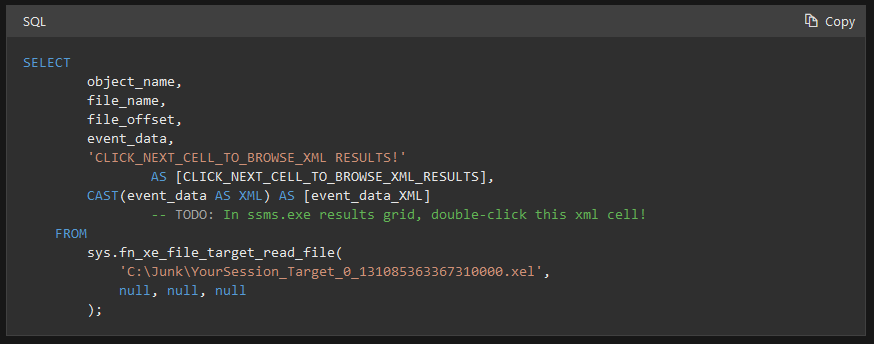 SQL
Copy
SELECT
        object_name,
        file_name,
        file_offset,
        event_data,
        'CLICK_NEXT_CELL_TO_BROWSE_XML RESULTS!'
                AS [CLICK_NEXT_CELL_TO_BROWSE_XML_RESULTS],
        CAST(event_data AS XML) AS [event_data_XML]
                -- TODO: In ssms.exe results grid, double-click this xml cell!
    FROM
        sys.fn_xe_file_target_read_file(
            'C:\Junk\YourSession_Target_0_131085363367310000.xel',
            null, null, null
        );